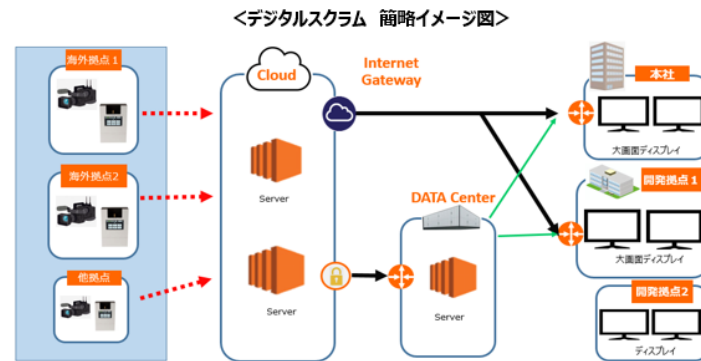 <デジタルスクラム 簡略イメージ図>
海外拠点1
海外拠点2
他拠点
Cloud
Server
Server
Internet
Gateway
DATA Center
Server
本社
大画面ディスプレイ
開発拠点1
大画面ディスプレイ
開発拠点2
ディスプレイ